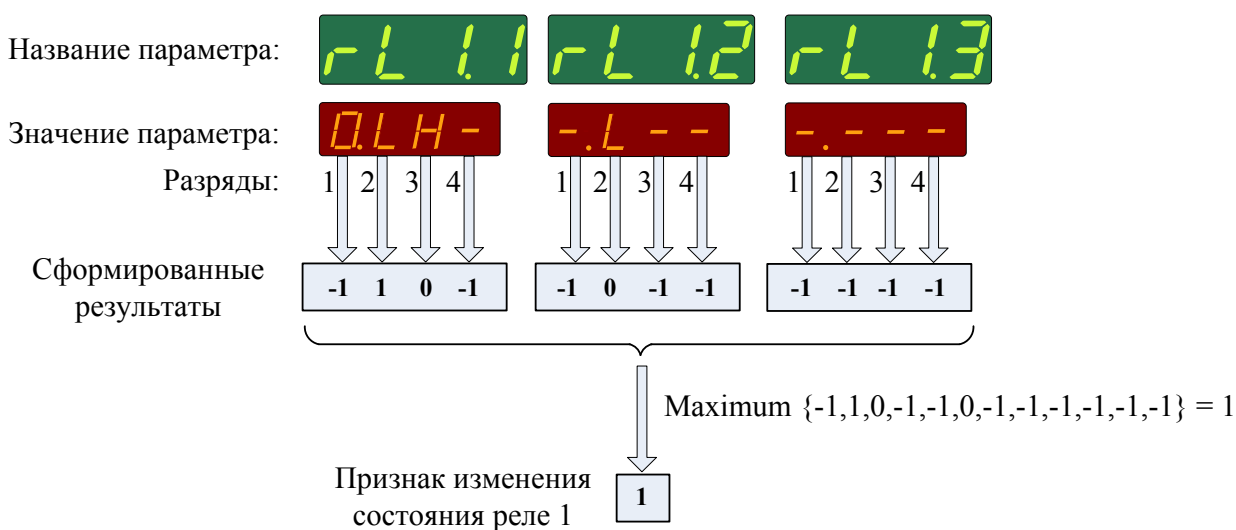 Название параметра: rL 1.1 rL 1.2 rL 1.3
Значение параметра: 0.LH- -.L-- -.---
Разряды: 1 2 3 4 1 2 3 4 1 2 3 4
Сформированные
результаты
-1 1 0 -1 -1 0 -1 -1 -1 -1 -1 -1
Maximum {-1,1,0,-1,-1,0,-1,-1,-1,-1,-1,-1} = 1
Признак изменения
состояния реле 1
1